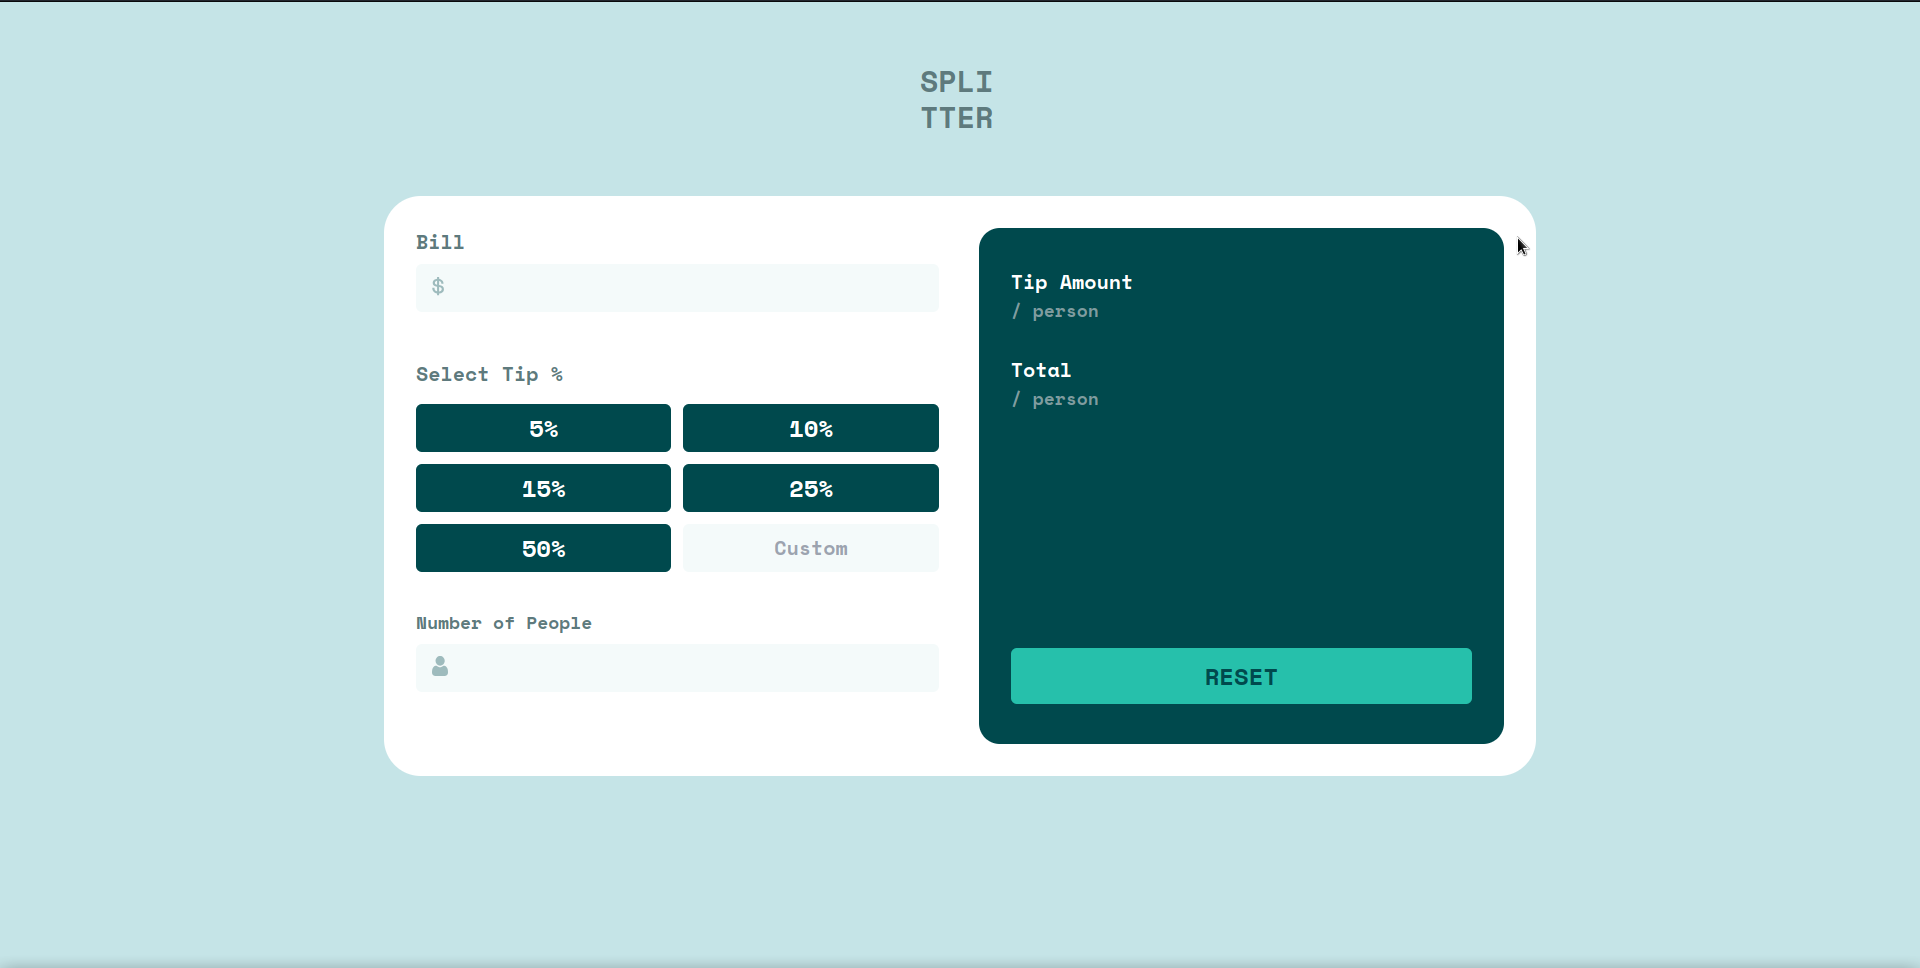 SPLI
TTER
Bill
$
Select Tip %
5%
10%
15%
25%
50%
Custom
Number of People
Tip Amount
/ person
Total
/ person
RESET